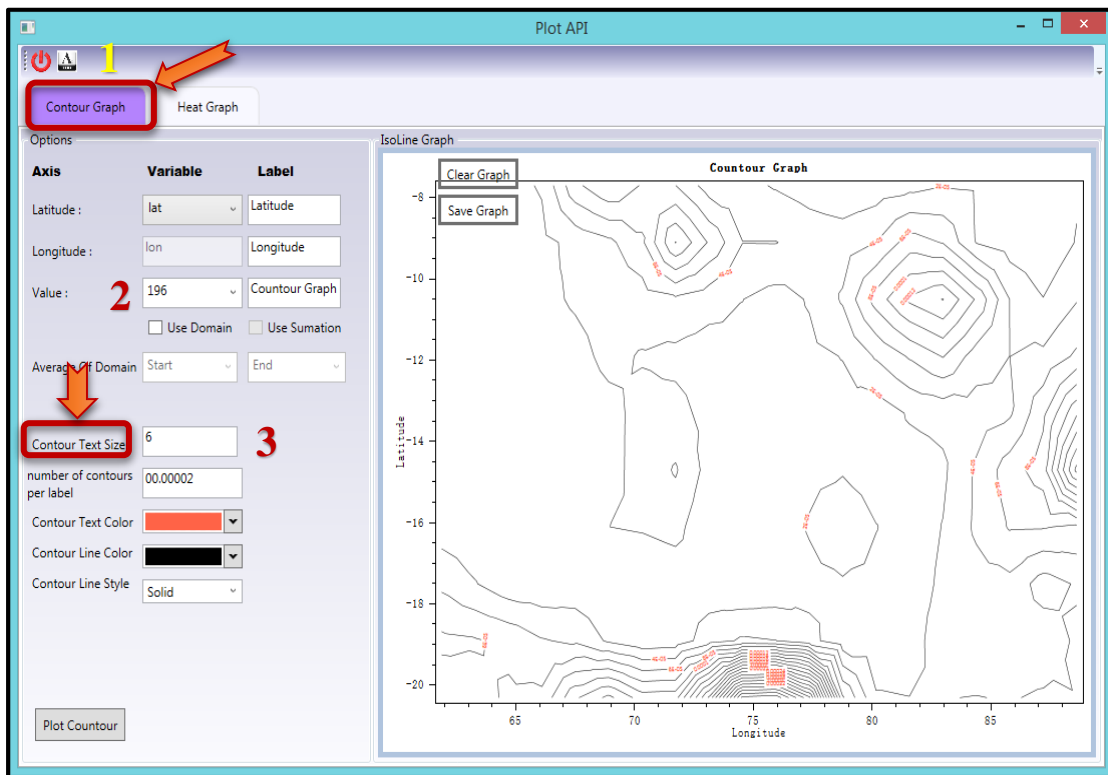 Plot API
1
Contour Graph
Heat Graph
Options
Axis
Variable
Label
Latitude :
lat
Latitude
Longitude :
lon
Longitude
2
Value :
196
Countour Graph
Use Domain
Use Sumation
Average Of Domain
Start
End
Contour Text Size
6
3
number of contours
per label
00.00002
Contour Text Color
Contour Line Color
Contour Line Style
Solid
Plot Countour
IsoLine Graph
Clear Graph
Save Graph
Countour Graph
Latitude
-8
-10
-12
-14
-16
-18
-20
65
70
75
80
85
Longitude